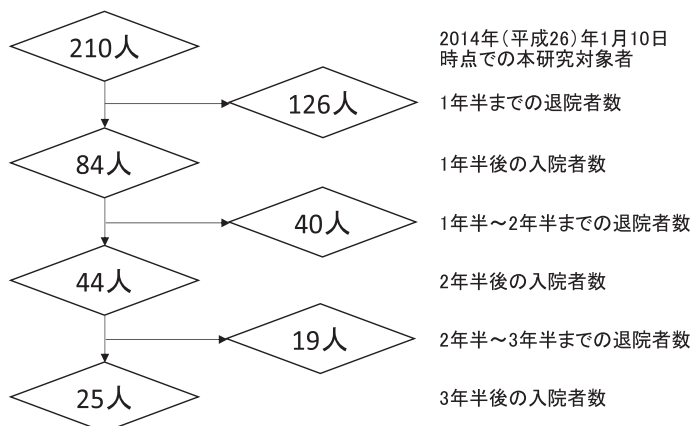 210人
2014年（平成26）年1月10日
時点での本研究対象者
126人
1年半までの退院者数
84人
1年半後の入院者数
40人
1年半～2年半までの退院者数
44人
2年半後の入院者数
19人
2年半～3年半までの退院者数
25人
3年半後の入院者数